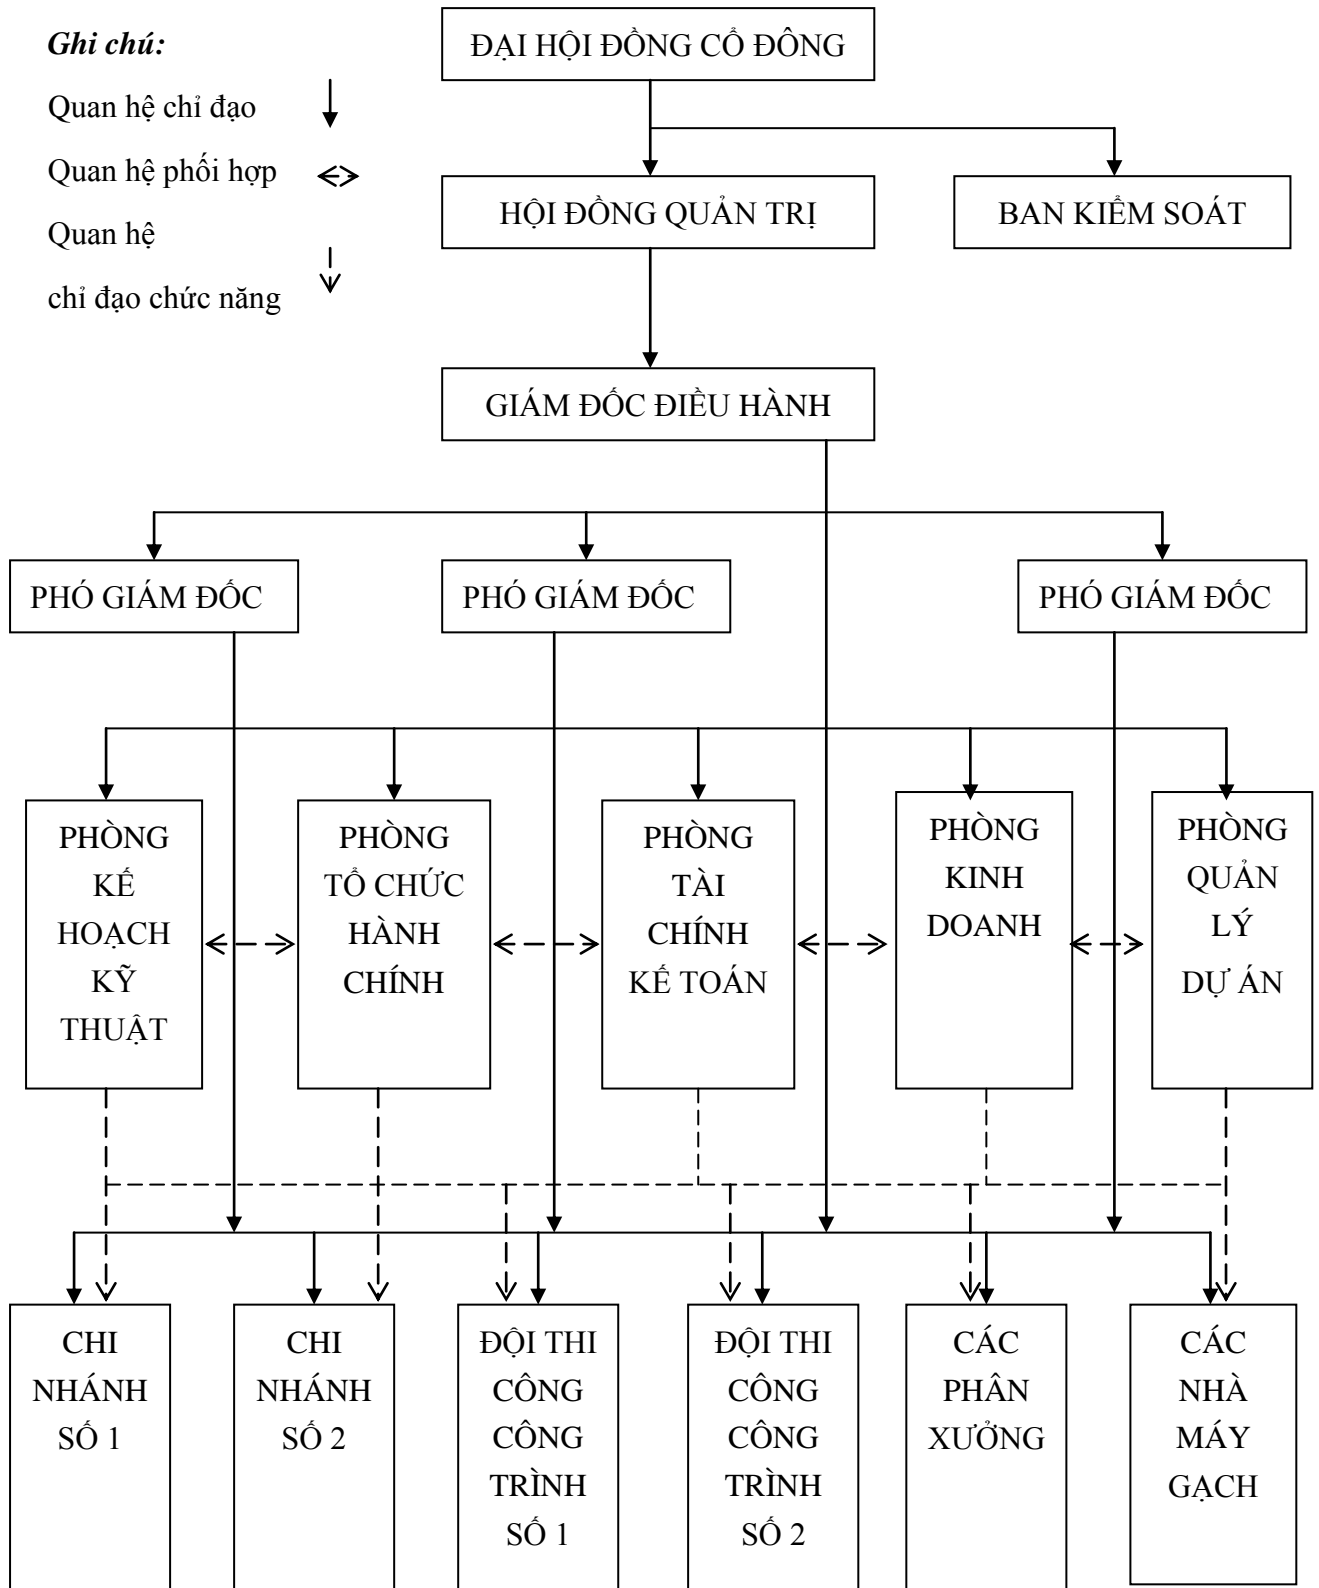 Ghi chú:
Quan hệ chỉ đạo
Quan hệ phối hợp
Quan hệ
chỉ đạo chức năng
ĐẠI HỘI ĐỒNG CỔ ĐÔNG
HỘI ĐỒNG QUẢN TRỊ
BAN KIỂM SOÁT
GIÁM ĐỐC ĐIỀU HÀNH
PHÓ GIÁM ĐỐC
PHÓ GIÁM ĐỐC
PHÓ GIÁM ĐỐC
PHÒNG
KẾ
HOẠCH
KỸ
THUẬT
PHÒNG
TỔ CHỨC
HÀNH
CHÍNH
PHÒNG
TÀI
CHÍNH
KẾ TOÁN
PHÒNG
KINH
DOANH
PHÒNG
QUẢN
LÝ
DỰ ÁN
CHI
NHÁNH
SỐ 1
CHI
NHÁNH
SỐ 2
ĐỘI THI
CÔNG
CÔNG
TRÌNH
SỐ 1
ĐỘI THI
CÔNG
CÔNG
TRÌNH
SỐ 2
CÁC
PHÂN
XƯỞNG
CÁC
NHÀ
MÁY
GẠCH